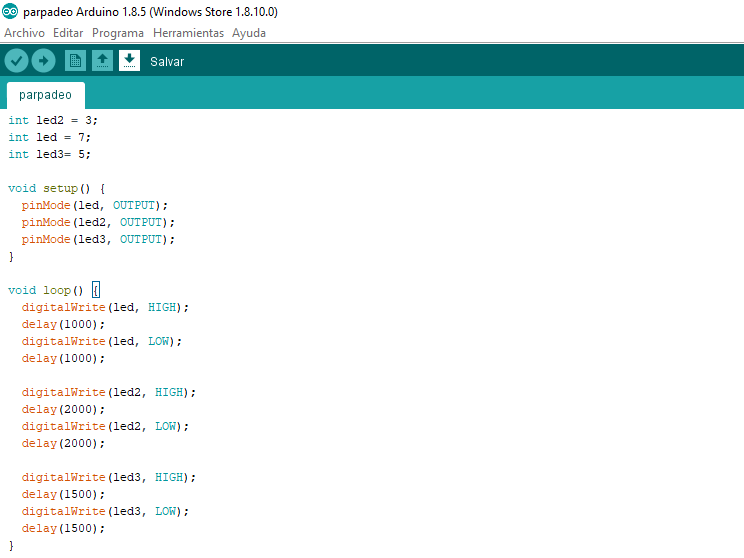 parpadeo Arduino 1.8.5 (Windows Store 1.8.10.0)
Archivo Editar Programa Herramientas Ayuda
Salvar
parpadeo
int led2 = 3;
int led = 7;
int led3= 5;

void setup() {
  pinMode(led, OUTPUT);
  pinMode(led2, OUTPUT);
  pinMode(led3, OUTPUT);
}

void loop() {
  digitalWrite(led, HIGH);
  delay(1000);
  digitalWrite(led, LOW);
  delay(1000);

  digitalWrite(led2, HIGH);
  delay(2000);
  digitalWrite(led2, LOW);
  delay(2000);

  digitalWrite(led3, HIGH);
  delay(1500);
  digitalWrite(led3, LOW);
  delay(1500);
}